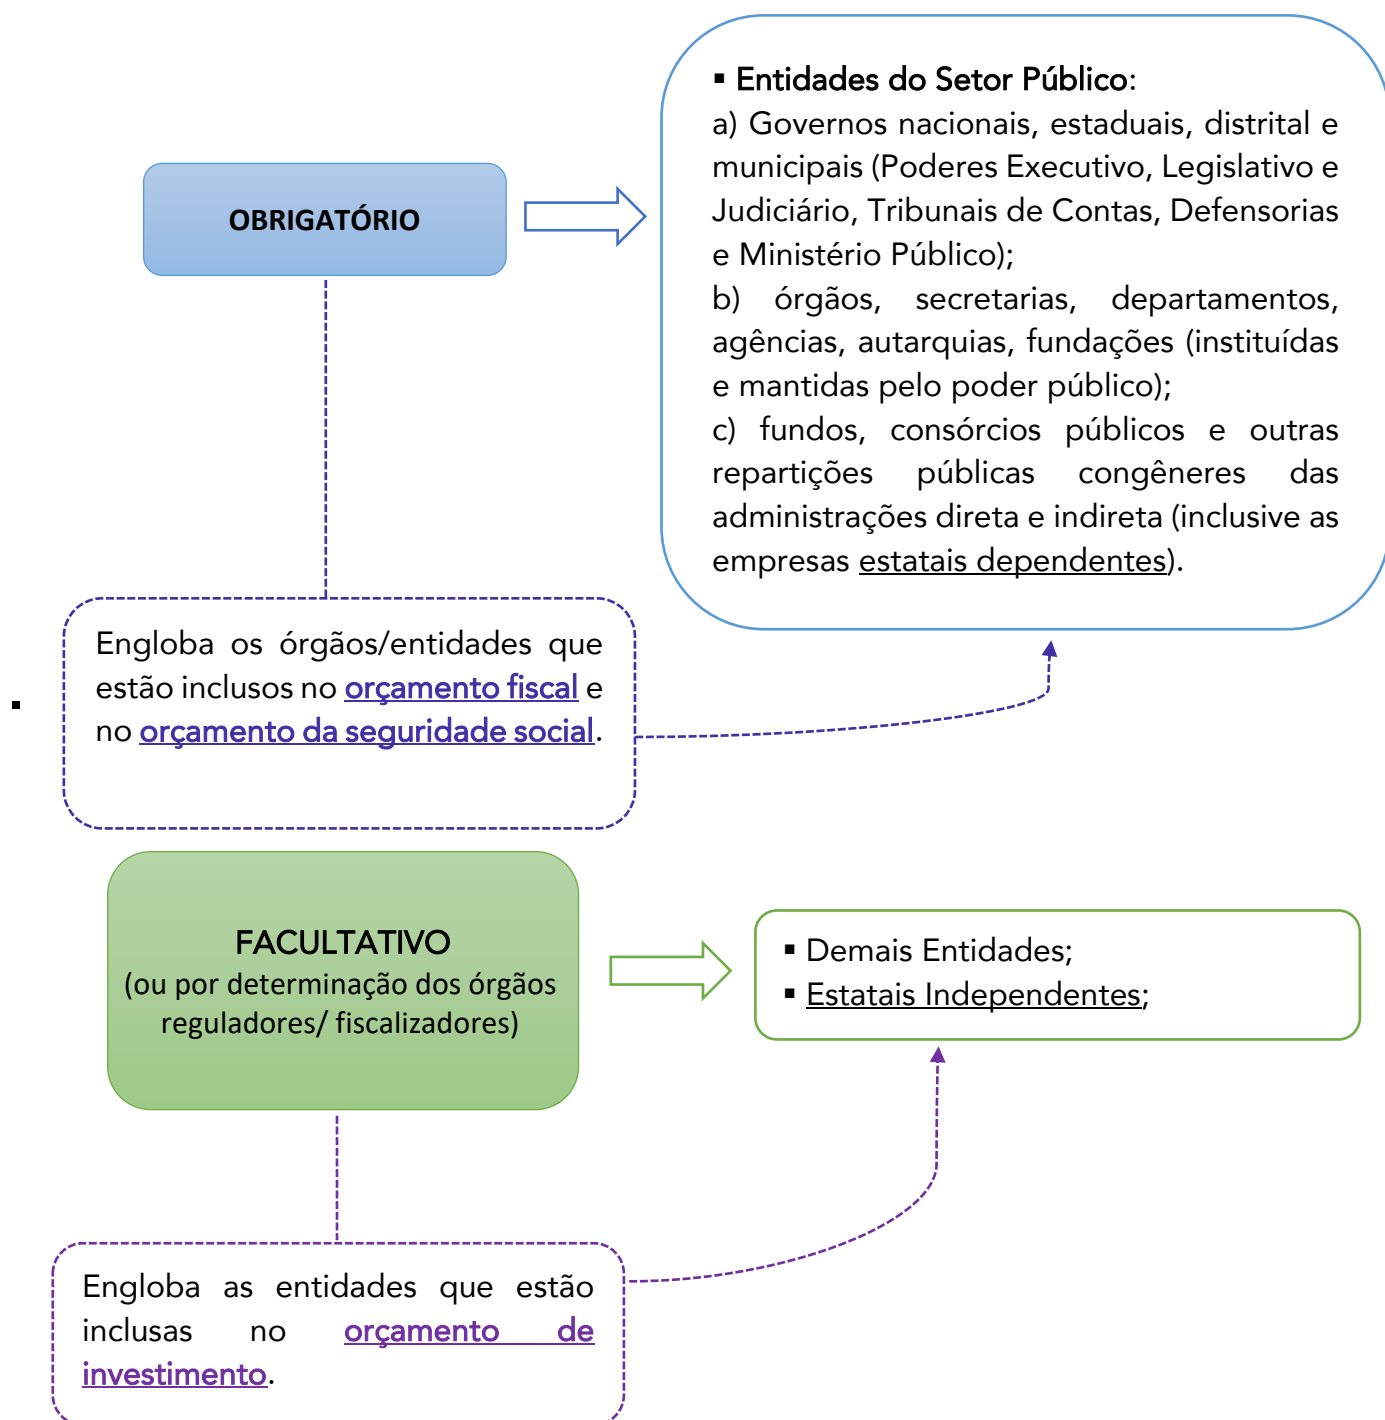 ▪ Entidades do Setor Público:
a) Governos nacionais, estaduais, distrital e
municipais (Poderes Executivo, Legislativo e
Judiciário, Tribunais de Contas, Defensorias
e Ministério Público);
b) órgãos, secretarias, departamentos,
agências, autarquias, fundações (instituídas
e mantidas pelo poder público);
c) fundos, consórcios públicos e outras
repartições públicas congêneres das
administrações direta e indireta (inclusive as
empresas estatais dependentes).
OBRIGATÓRIO
Engloba os órgãos/entidades que
estão inclusos no orçamento fiscal e
no orçamento da seguridade social.
FACULTATIVO
(ou por determinação dos órgãos
reguladores/ fiscalizadores)
▪ Demais Entidades;
▪ Estatais Independentes;
Engloba as entidades que estão
inclusas no orçamento de
investimento.